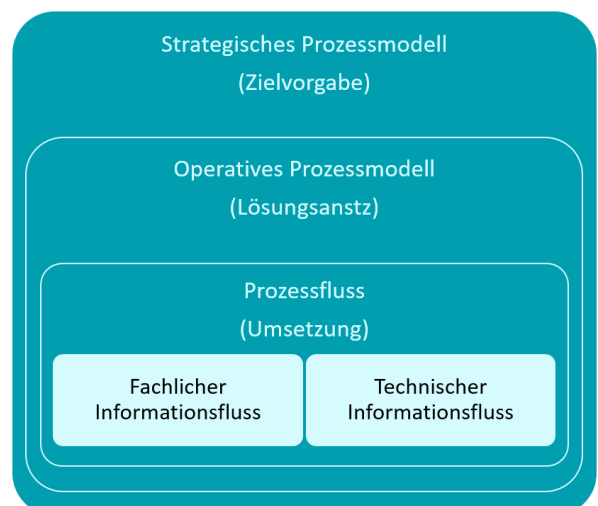 Strategisches Prozessmodell
(Zielvorgabe)
Operatives Prozessmodell
(Lösungsanstz)
Prozessfluss
(Umsetzung)
Fachlicher
Informationsfluss
Technischer
Informationsfluss